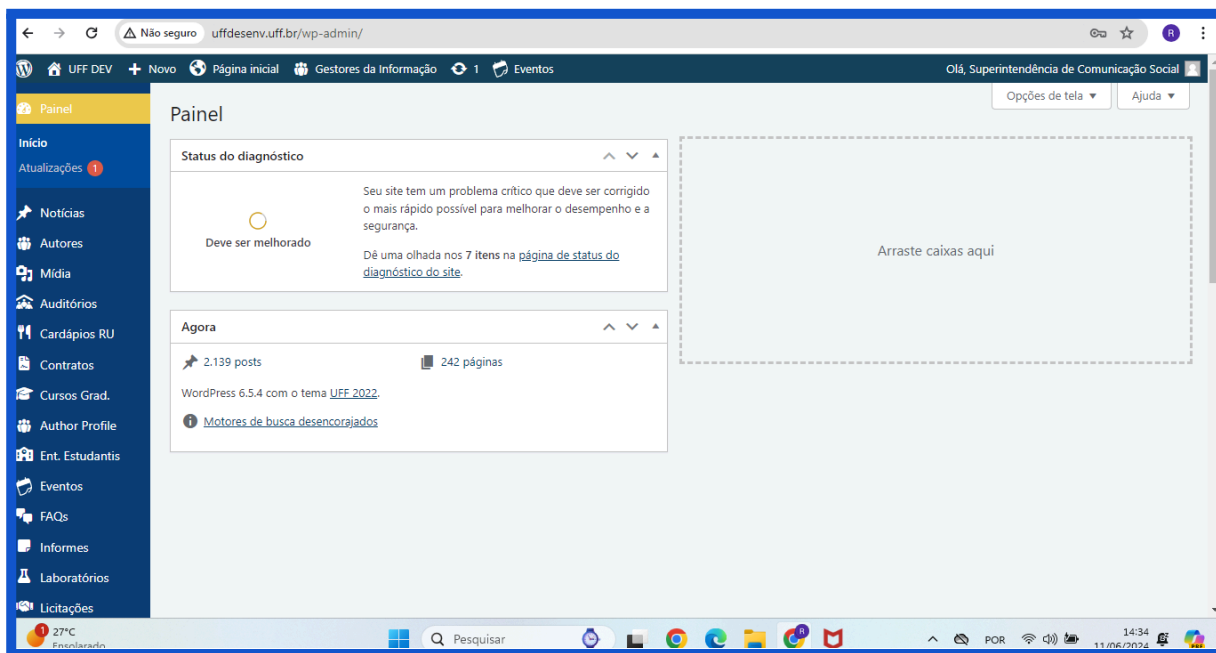 Não seguro uffdesenv.uff.br/wp-admin/ R
UFF DEV + Novo Página inicial Gestores da Informação 1 Eventos Olá, Superintendência de Comunicação Social
Painel
Início
Atualizações 1
Notícias
Autores
Mídia
Auditórios
Cardápios RU
Contratos
Cursos Grad.
Author Profile
Ent. Estudantis
Eventos
FAQs
Informes
Laboratórios
Licitações
Opções de tela ▼ Ajuda ▼
Painel
Status do diagnóstico
Deve ser melhorado
Seu site tem um problema crítico que deve ser corrigido
o mais rápido possível para melhorar o desempenho e a
segurança.
Dê uma olhada nos 7 itens na página de status do
diagnóstico do site.
Agora
2.139 posts 242 páginas
WordPress 6.5.4 com o tema UFF 2022.
Motores de busca desencorajados
Arraste caixas aqui
1 27°C
Ensolarado
Pesquisar
POR
14:34
11/06/2024